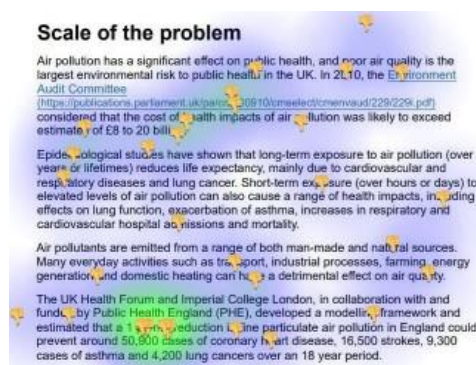 Scale of the problem
Air pollution has a significant effect on public health, and poor air quality is the
largest environmental risk to public health in the UK. In 2010, the Environment
Audit Committee
(https://publications.parliament.uk/pa/ 0910/cmselect/cmenvaud/229/229i.pdf)
considered that the cost of health impacts of air pollution was likely to exceed
estimates of £8 to 20 billion
Epidemiological studies have shown that long-term exposure to air pollution (over
years or lifetimes) reduces life expectancy, mainly due to cardiovascular and
respiratory diseases and lung cancer. Short-term exposure (over hours or days) to
elevated levels of air pollution can also cause a range of health impacts, including
effects on lung function, exacerbation of asthma, increases in respiratory and
cardiovascular hospital admissions and mortality.
Air pollutants are emitted from a range of both man-made and natural sources.
Many everyday activities such as transport, industrial processes, farming, energy
generation and domestic heating can have a detrimental effect on air quality.
The UK Health Forum and Imperial College London, in collaboration with and
funded by Public Health England (PHE), developed a modelling framework and
estimated that a reduction in fine particulate air pollution in England could
prevent around 50,900 cases of coronary heart disease, 16,500 strokes, 9,300
cases of asthma and 4,200 lung cancers over an 18 year period.